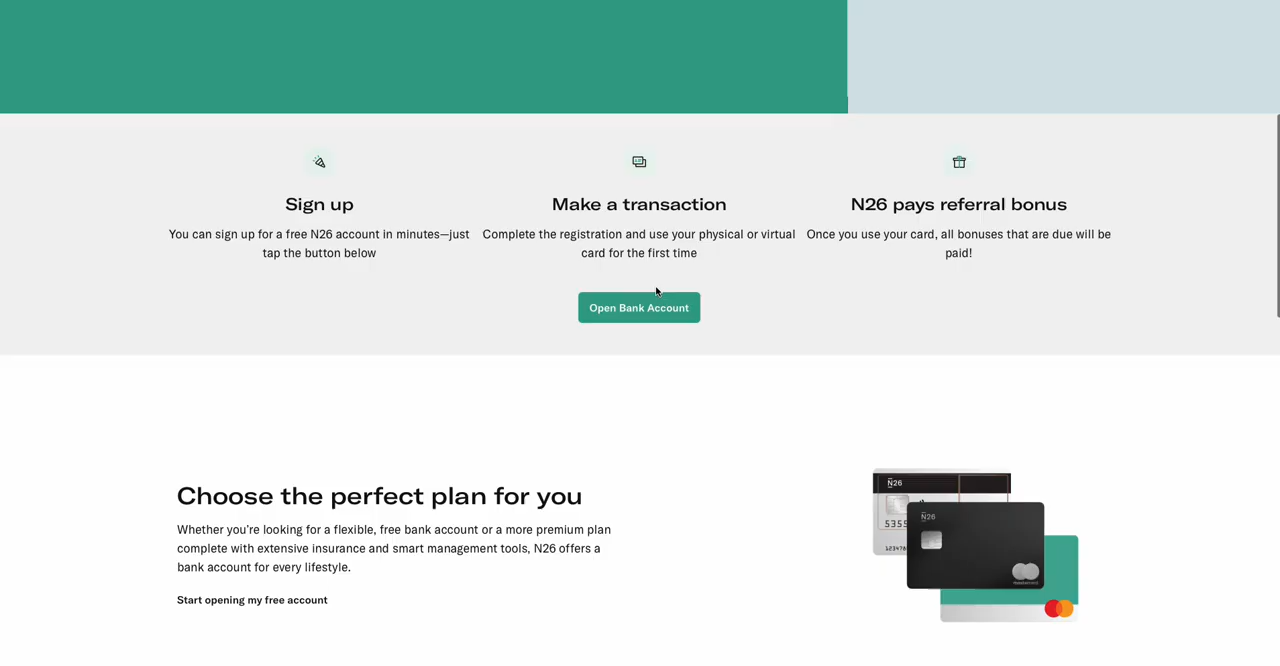 Sign up
You can sign up for a free N26 account in minutes—just
tap the button below
Make a transaction
Complete the registration and use your physical or virtual
card for the first time
N26 pays referral bonus
Once you use your card, all bonuses that are due will be
paid!
Open Bank Account
Choose the perfect plan for you
Whether you're looking for a flexible, free bank account or a more premium plan
complete with extensive insurance and smart management tools, N26 offers a
bank account for every lifestyle.
Start opening my free account
N26
5355
N26